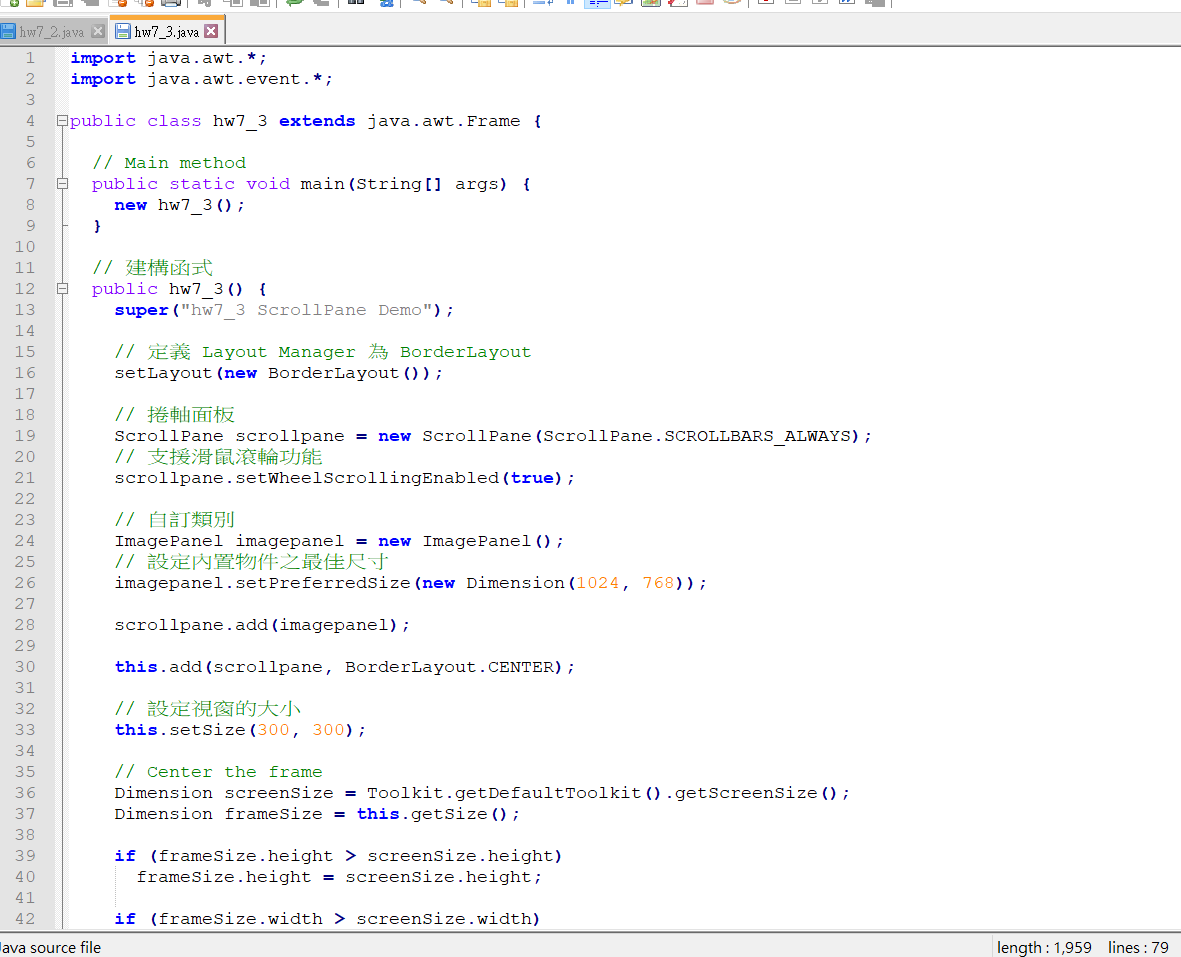 hw7_2.java hw7_3.java
1 import java.awt.*;
2 import java.awt.event.*;
3
4 public class hw7_3 extends java.awt.Frame {
5
6 // Main method
7 public static void main(String[] args) {
8 new hw7_3();
9 }
10
11 // 建構函式
12 public hw7_3() {
13 super("hw7_3 ScrollPane Demo");
14
15 // 定義 Layout Manager 為 BorderLayout
16 setLayout(new BorderLayout());
17
18 // 捲軸面板
19 ScrollPane scrollpane = new ScrollPane(ScrollPane.SCROLLBARS_ALWAYS);
20 // 支援滑鼠滾輪功能
21 scrollpane.setWheelScrollingEnabled(true);
22
23 // 自訂類別
24 ImagePanel imagepanel = new ImagePanel();
25 // 設定內置物件之最佳尺寸
26 imagepanel.setPreferredSize(new Dimension(1024, 768));
27
28 scrollpane.add(imagepanel);
29
30 this.add(scrollpane, BorderLayout.CENTER);
31
32 // 設定視窗的大小
33 this.setSize(300, 300);
34
35 // Center the frame
36 Dimension screenSize = Toolkit.getDefaultToolkit().getScreenSize();
37 Dimension frameSize = this.getSize();
38
39 if (frameSize.height > screenSize.height)
40 frameSize.height = screenSize.height;
41
42 if (frameSize.width > screenSize.width)
Java source file length : 1,959 lines : 79